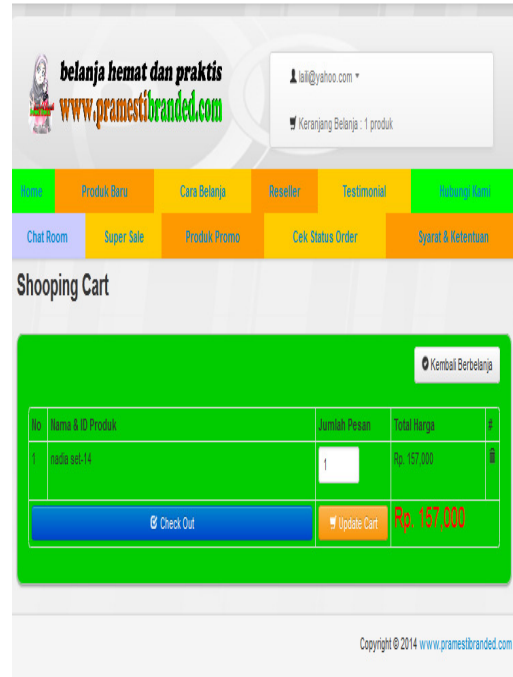 belanja hemat dan praktis
www.pramestibranded.com
laili@yahoo.com
Keranjang Belanja : 1 produk
Home Produk Baru Cara Belanja Reseller Testimonial Hubungi Kami
Chat Room Super Sale Produk Promo Cek Status Order Syarat & Ketentuan
Shooping Cart
Kembali Berbelanja
No Nama & ID Produk Jumlah Pesan Total Harga #
1 nadia set-14 1 Rp. 157,000
Check Out Update Cart Rp. 157.000
Copyright © 2014 www.pramestibranded.com